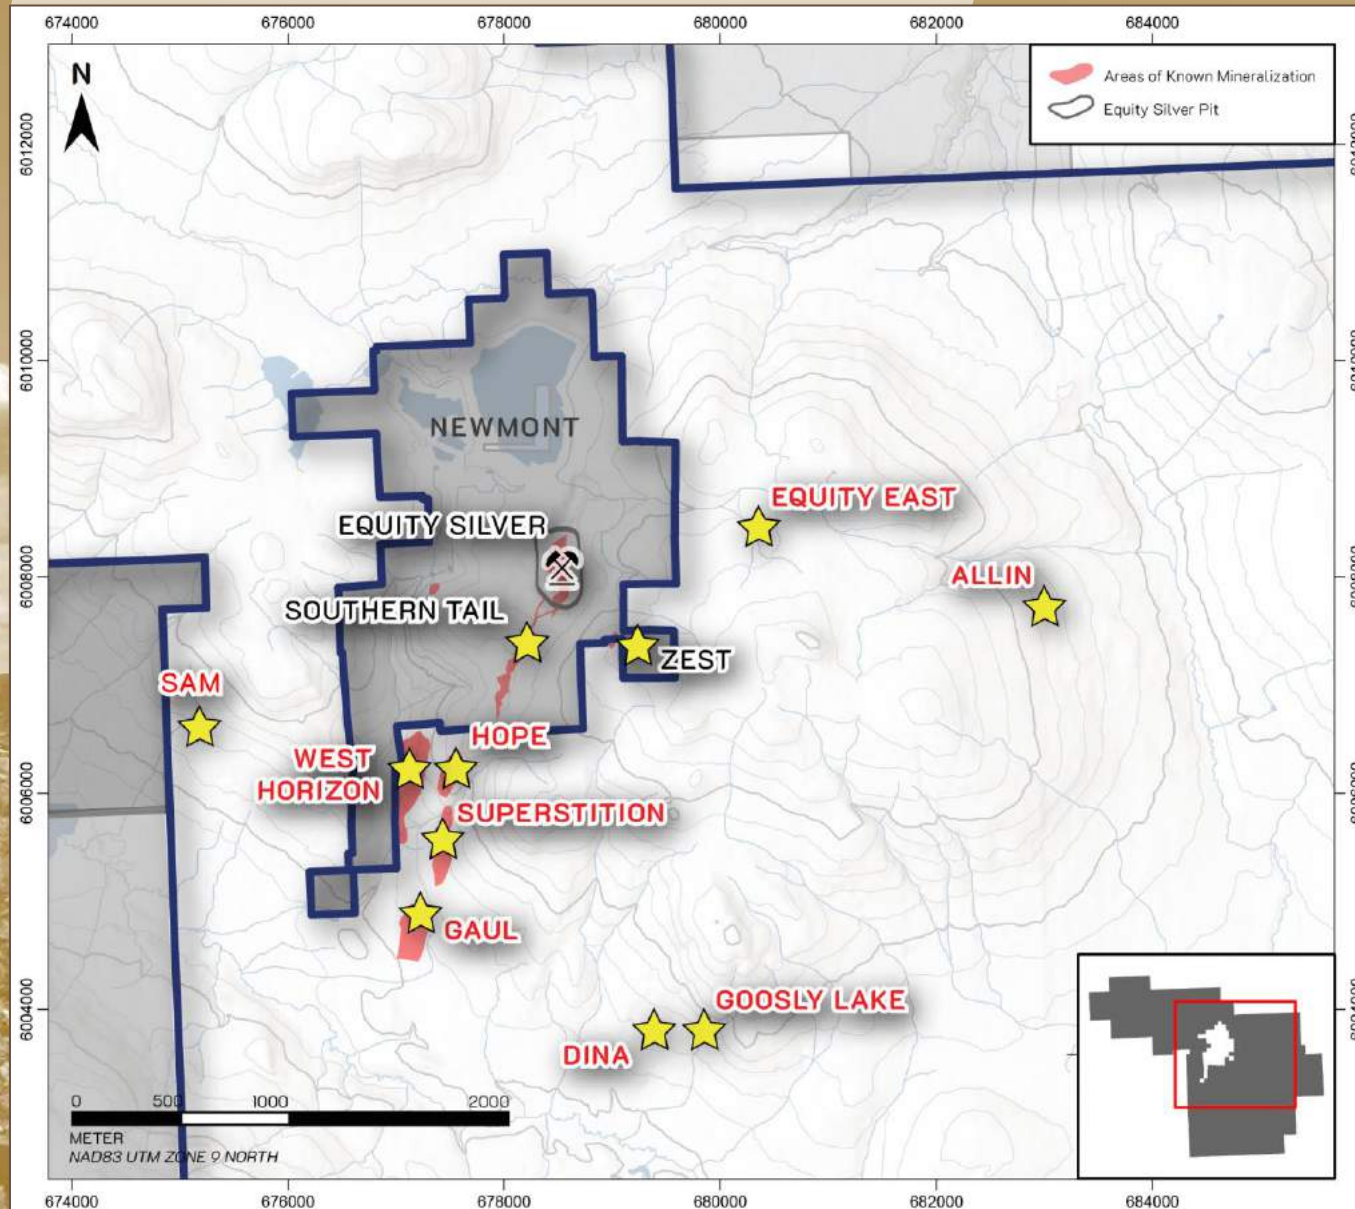 674000 676000 678000 680000 682000 684000
N
Areas of Known Mineralization
Equity Silver Pit
6012000
6010000
6008000
6006000
6004000
NEWMONT
EQUITY SILVER
EQUITY EAST
ALLIN
SOUTHERN TAIL
ZEST
SAM
HOPE
WEST
HORIZON
SUPERSTITION
GAUL
GOOSLY LAKE
DINA
0 500 1000 2000
METER
NAD83 UTM ZONE 9 NORTH
674000 676000 678000 680000 682000 684000